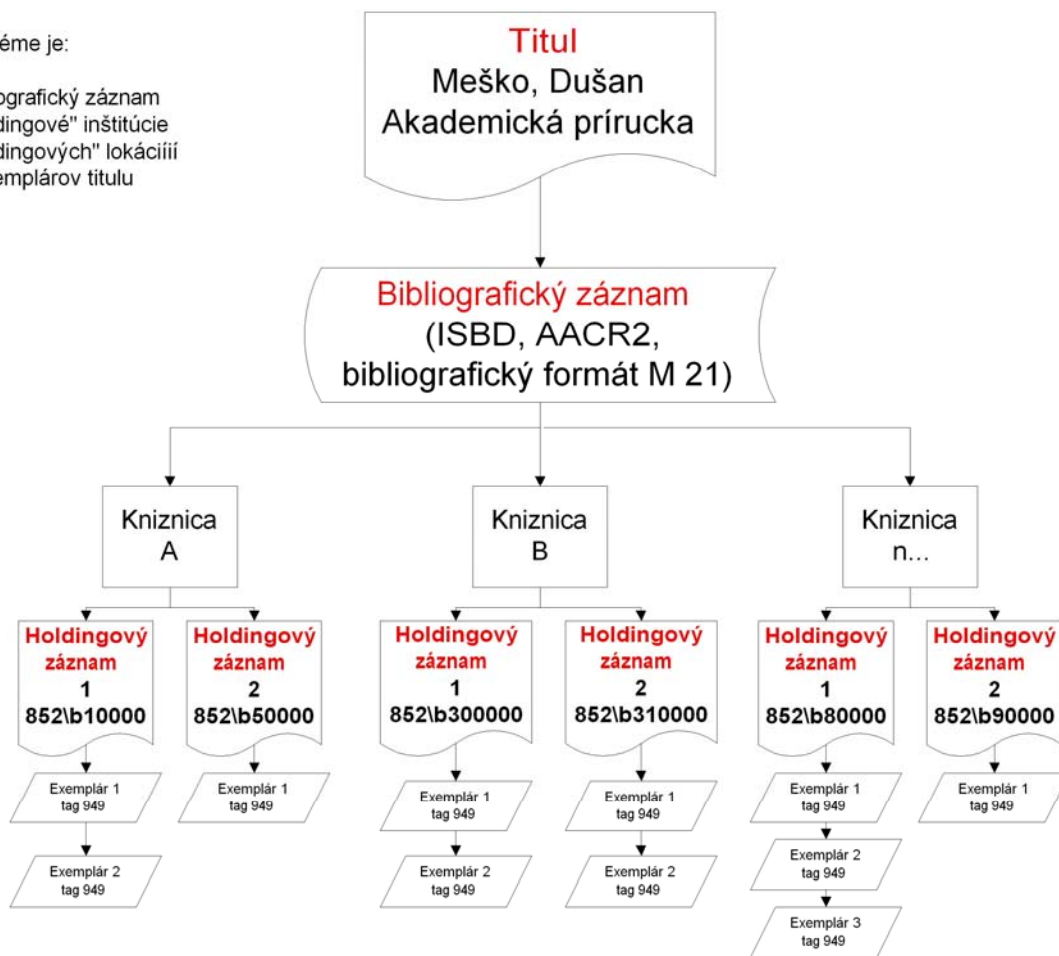 éme je:
ografický záznam
dingové" inštitúcie
dingových" lokáciíií
emplárov titulu
Titul
Meško, Dušan
Akademická prírucka
Bibliografický záznam
(ISBD, AACR2,
bibliografický formát M 21)
Kniznica
A
Kniznica
B
Kniznica
n...
Holdingový
záznam
1
852\b10000
Holdingový
záznam
2
852\b50000
Holdingový
záznam
1
852\b300000
Holdingový
záznam
2
852\b310000
Holdingový
záznam
1
852\b80000
Holdingový
záznam
2
852\b90000
Exemplár 1
tag 949
Exemplár 1
tag 949
Exemplár 1
tag 949
Exemplár 1
tag 949
Exemplár 1
tag 949
Exemplár 1
tag 949
Exemplár 2
tag 949
Exemplár 2
tag 949
Exemplár 2
tag 949
Exemplár 2
tag 949
Exemplár 3
tag 949